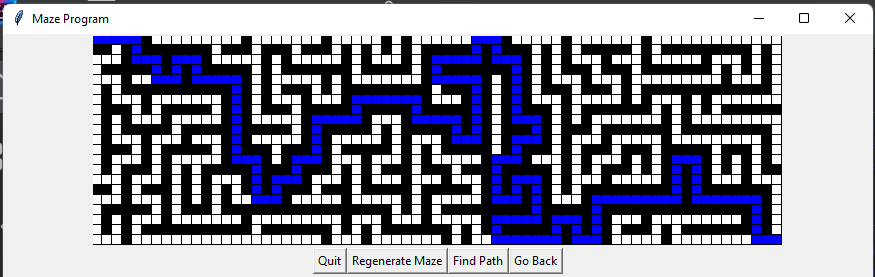 Maze Program
Quit Regenerate Maze Find Path Go Back